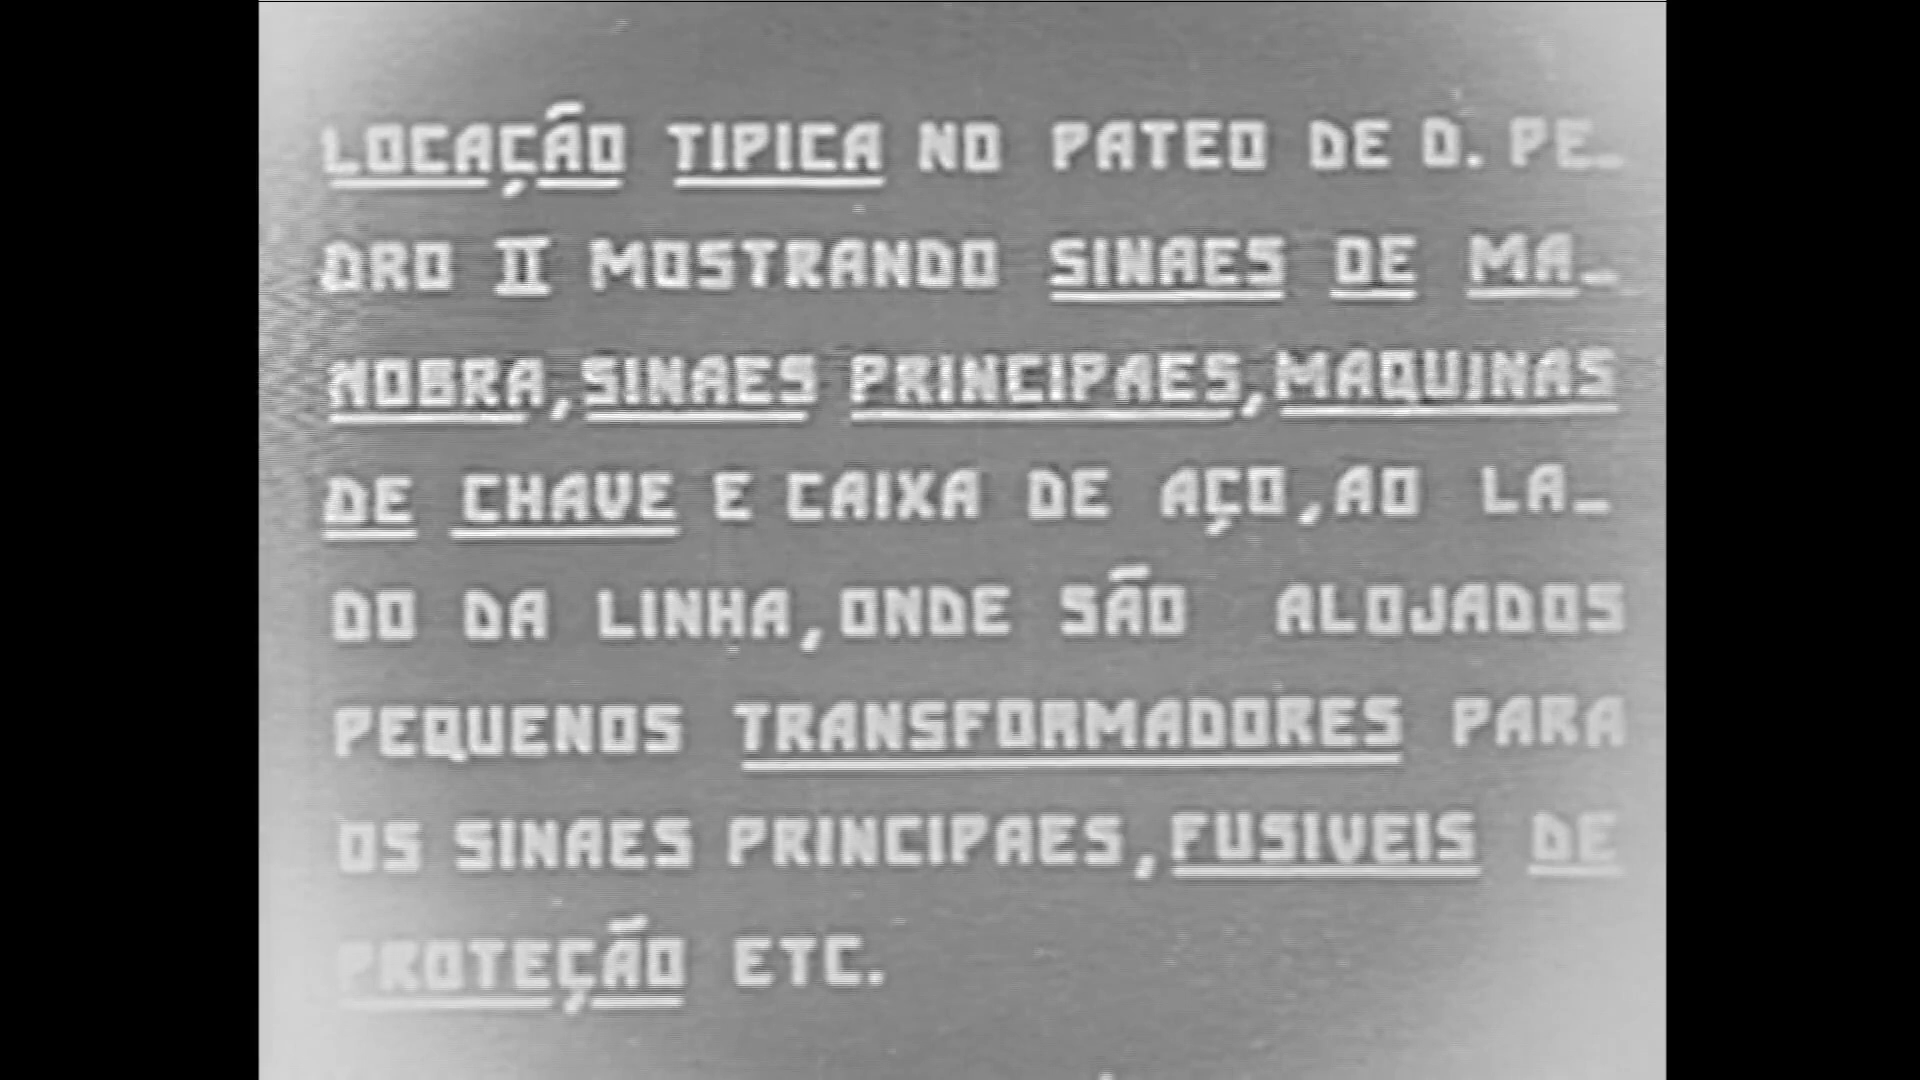 LOCAÇÃO TIPICA NO PATEO DE D. PE_
DRO II MOSTRANDO SINAES DE MA_
NOBRA, SINAES PRINCIPAES, MAQUINAS
DE CHAVE E CAIXA DE AÇO, AO LA_
DO DA LINHA, ONDE SÃO ALOJADOS
PEQUENOS TRANSFORMADORES PARA
OS SINAES PRINCIPAES, FUSIVEIS DE
PROTEÇÃO ETC.